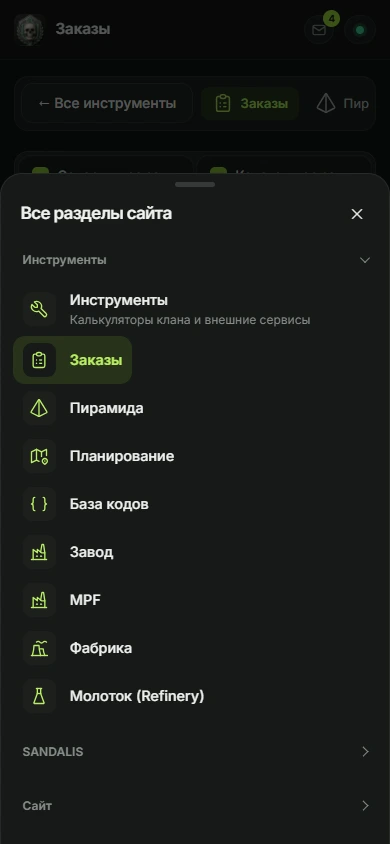 Заказы
4
← Все инструменты
Заказы
Пир
Все разделы сайта
Инструменты
Инструменты
Калькуляторы клана и внешние сервисы
Заказы
Пирамида
Планирование
База кодов
Завод
MPF
Фабрика
Молоток (Refinery)
SANDALIS
Сайт